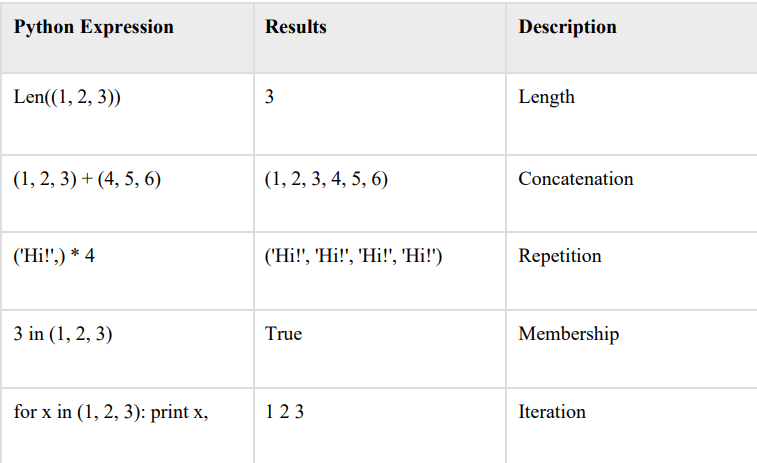 Python Expression Results Description
Len((1, 2, 3)) 3 Length
(1, 2, 3) + (4, 5, 6) (1, 2, 3, 4, 5, 6) Concatenation
('Hi!',) * 4 ('Hi!', 'Hi!', 'Hi!', 'Hi!') Repetition
3 in (1, 2, 3) True Membership
for x in (1, 2, 3): print x, 1 2 3 Iteration